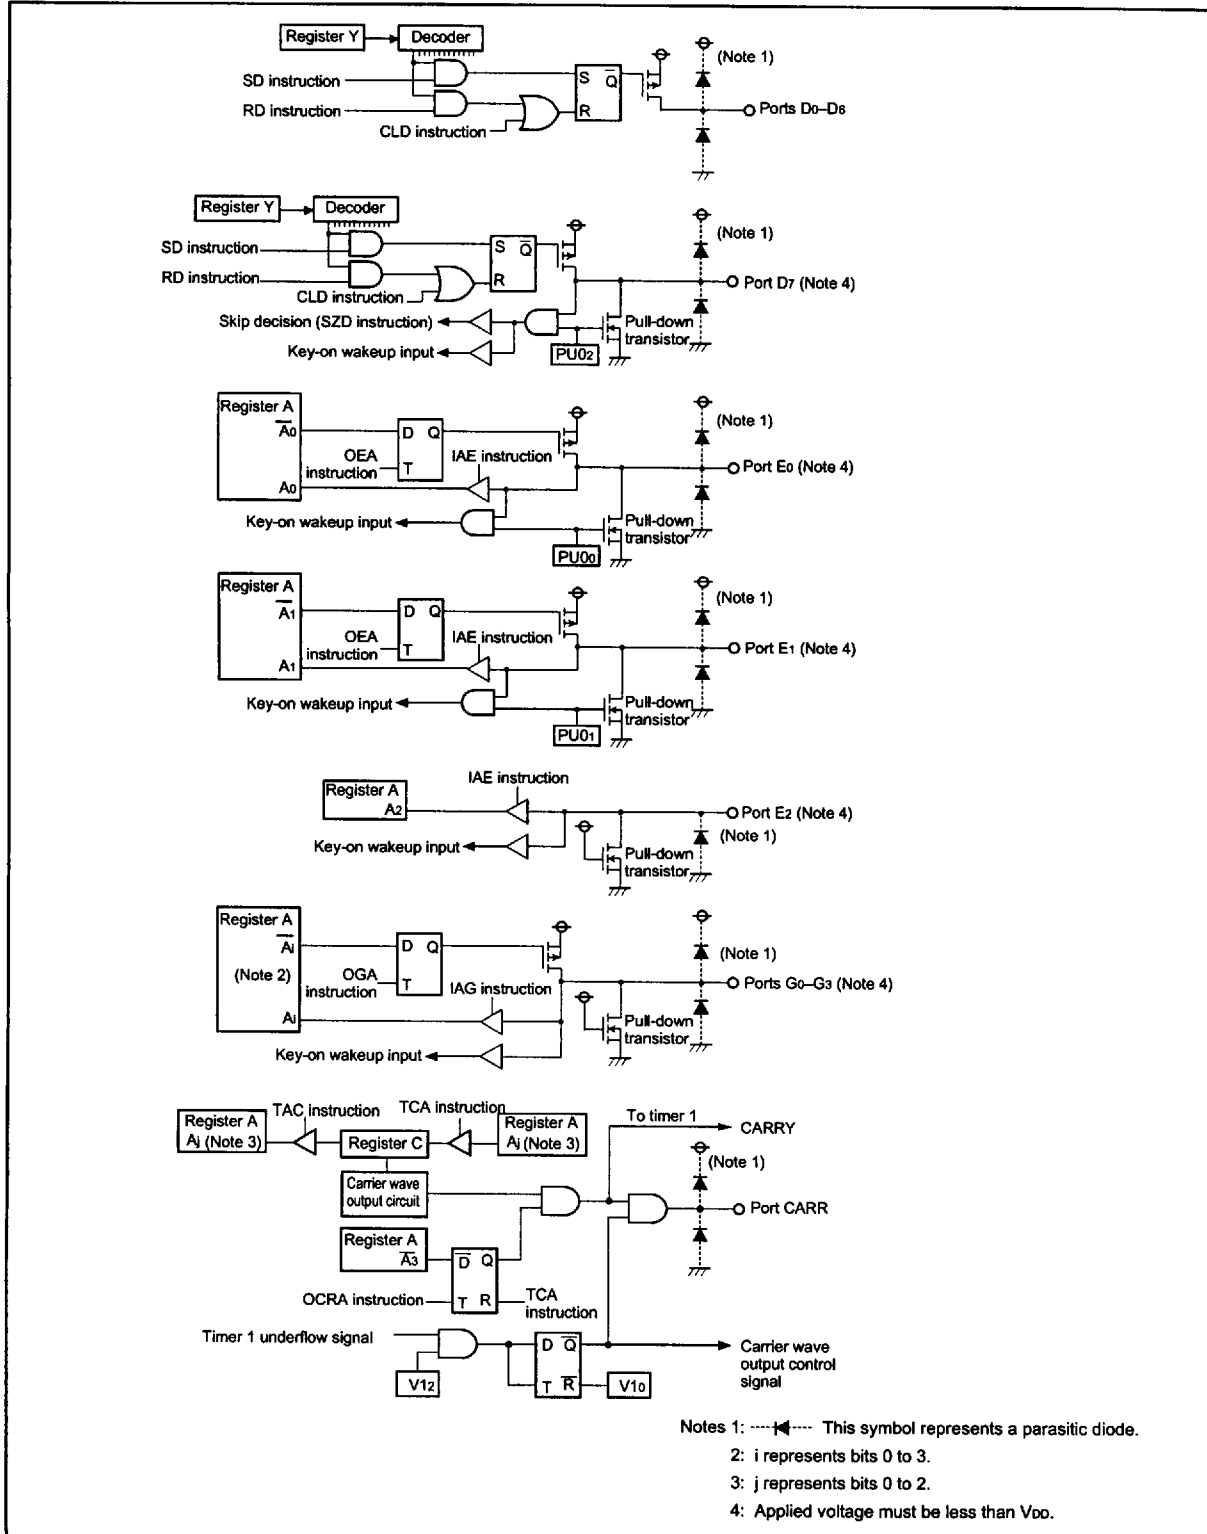 Register Y
Decoder
SD instruction
RD instruction
CLD instruction
S
Q̅
R
(Note 1)
Ports D0–D6
Register Y
Decoder
SD instruction
RD instruction
CLD instruction
S
Q̅
R
(Note 1)
Port D7 (Note 4)
Skip decision (SZD instruction)
Key-on wakeup input
PU02
Pull-down
transistor
Register A
A̅0
A0
OEA
instruction
D
Q
T
IAE instruction
(Note 1)
Port E0 (Note 4)
Key-on wakeup input
PU00
Pull-down
transistor
Register A
A̅1
A1
OEA
instruction
D
Q
T
IAE instruction
(Note 1)
Port E1 (Note 4)
Key-on wakeup input
PU01
Pull-down
transistor
IAE instruction
Register A
A2
Port E2 (Note 4)
(Note 1)
Key-on wakeup input
Pull-down
transistor
Register A
A̅i
(Note 2)
Ai
OGA
instruction
D
Q
T
IAG instruction
(Note 1)
Ports G0–G3 (Note 4)
Pull-down
transistor
Key-on wakeup input
TAC instruction
TCA instruction
Register A
Aj (Note 3)
Register C
Register A
Aj (Note 3)
To timer 1
CARRY
Carrier wave
output circuit
(Note 1)
Port CARR
Register A
A̅3
D̅
Q
T
R
OCRA instruction
TCA
instruction
Timer 1 underflow signal
V12
D
Q̅
T
R̅
V10
Carrier wave
output control
signal
Notes 1: This symbol represents a parasitic diode.
2: i represents bits 0 to 3.
3: j represents bits 0 to 2.
4: Applied voltage must be less than VDD.